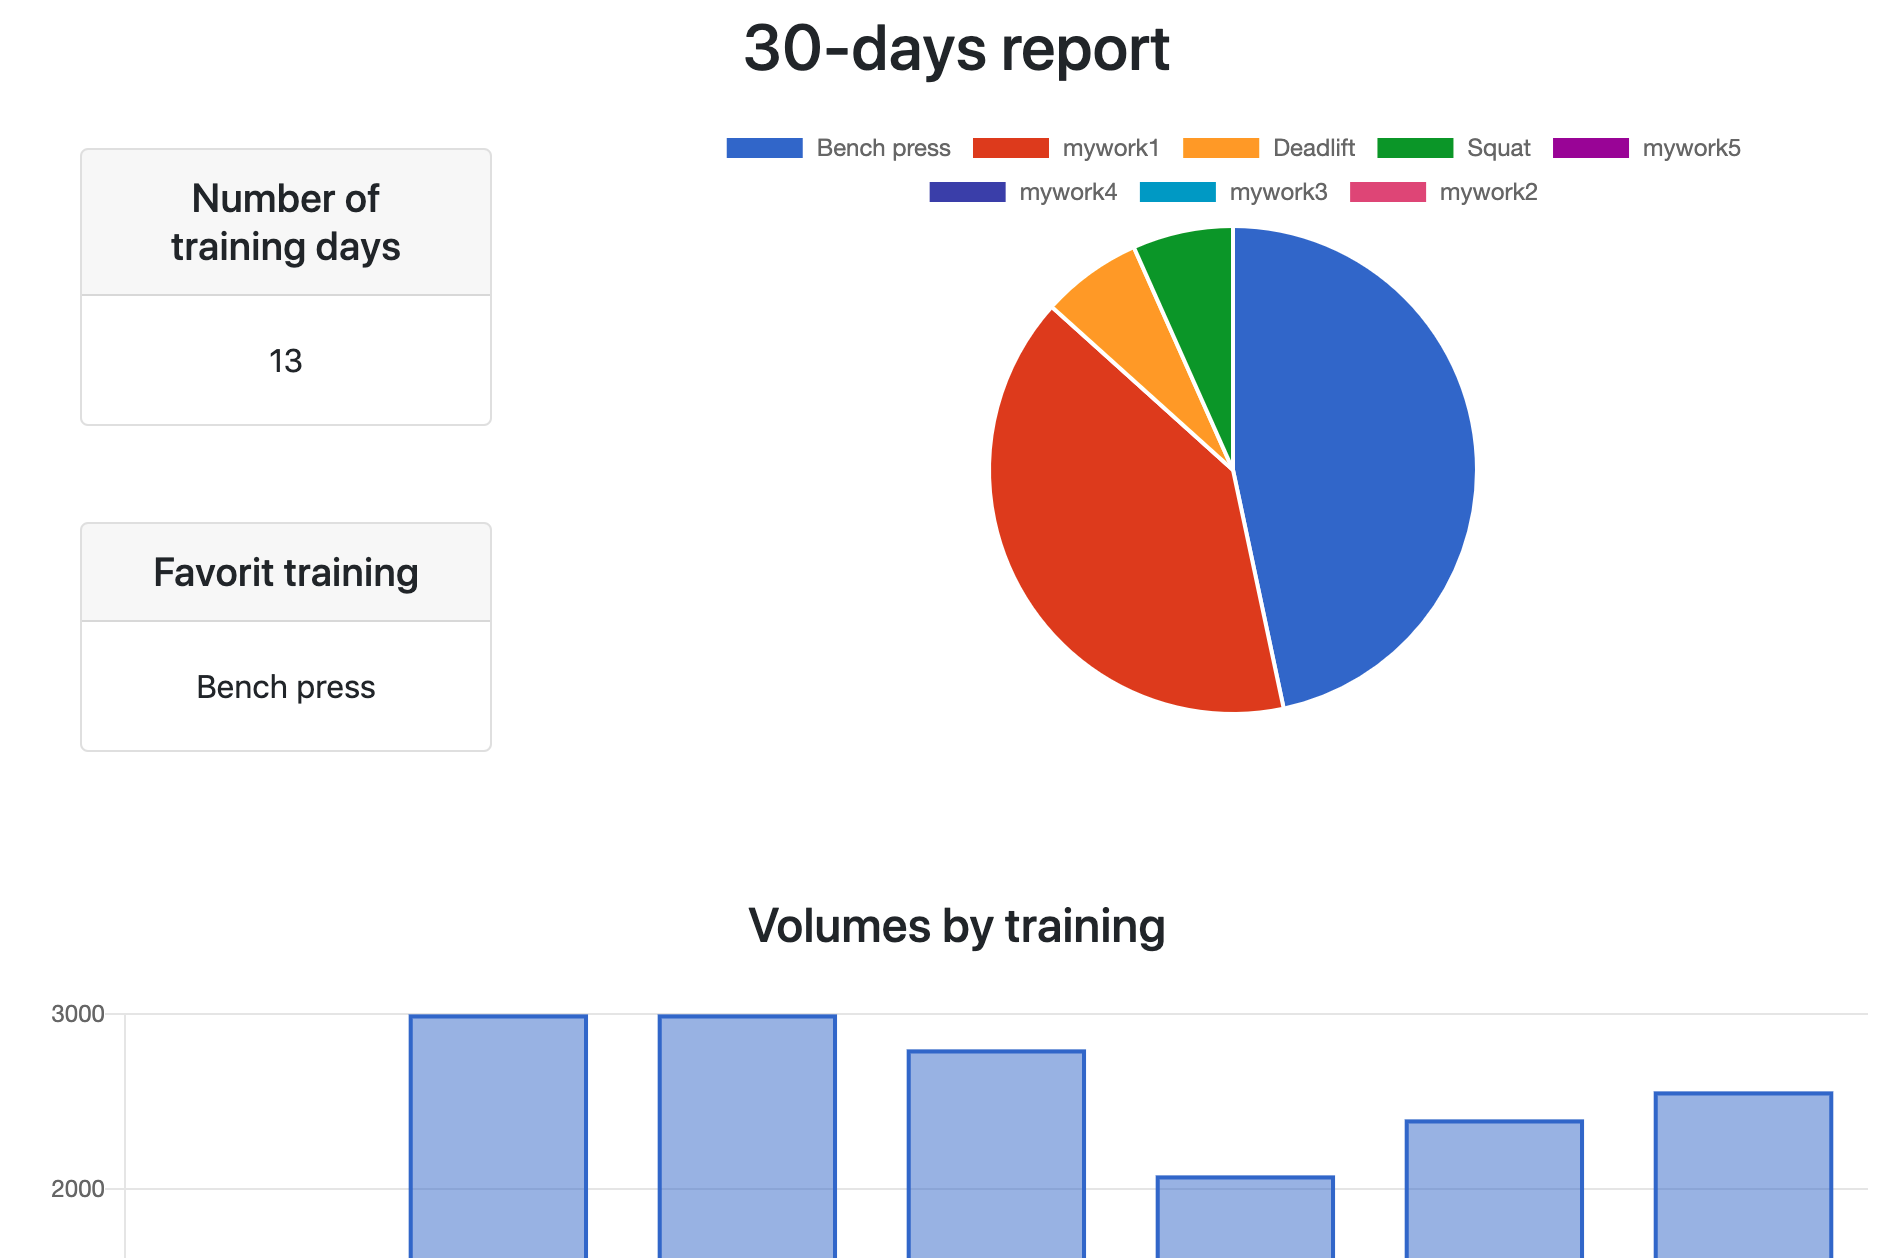 30-days report
Number of
training days
13
Favorit training
Bench press
Bench press mywork1 Deadlift Squat mywork5
mywork4 mywork3 mywork2
Volumes by training
3000
2000